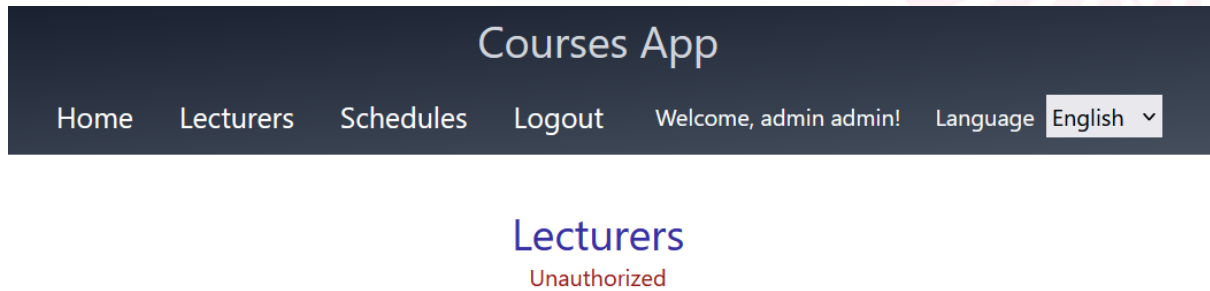 Courses App
Home Lecturers Schedules Logout Welcome, admin admin! Language English
Lecturers
Unauthorized